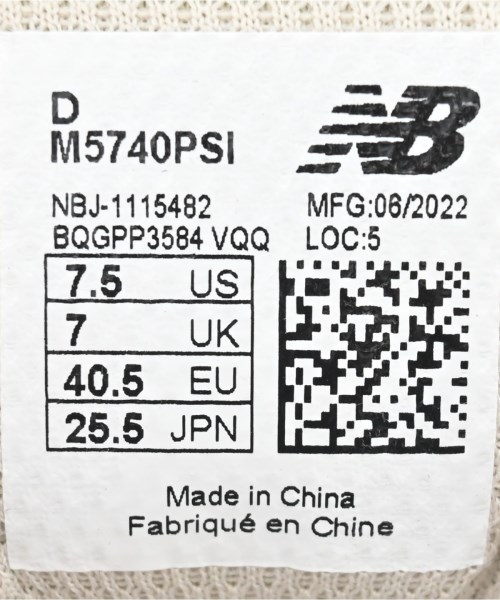 D
M5740PSI
NB
NBJ-1115482
MFG:06/2022
BQGPP3584 VQQ
LOC:5
7.5 US
7 UK
40.5 EU
25.5 JPN
Made in China
Fabriqué en Chine